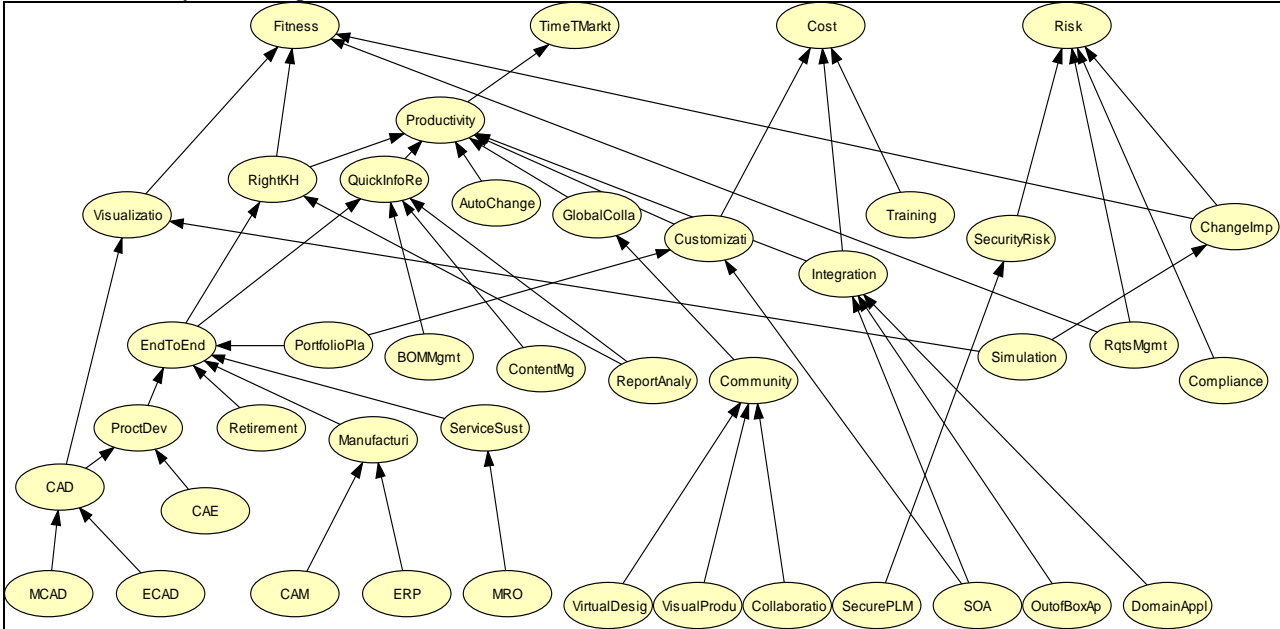 Fitness
TimeTMarkt
Cost
Risk
Productivity
RightKH
QuickInfoRe
AutoChange
Visualizatio
GlobalColla
Training
Customizati
SecurityRisk
ChangeImp
Integration
EndToEnd
PortfolioPla
BOMMgmt
ContentMg
ReportAnaly
Community
Simulation
RqtsMgmt
Compliance
ProctDev
Retirement
Manufacturi
ServiceSust
CAD
CAE
MCAD
ECAD
CAM
ERP
MRO
VirtualDesig
VisualProdu
Collaboratio
SecurePLM
SOA
OutofBoxAp
DomainAppl